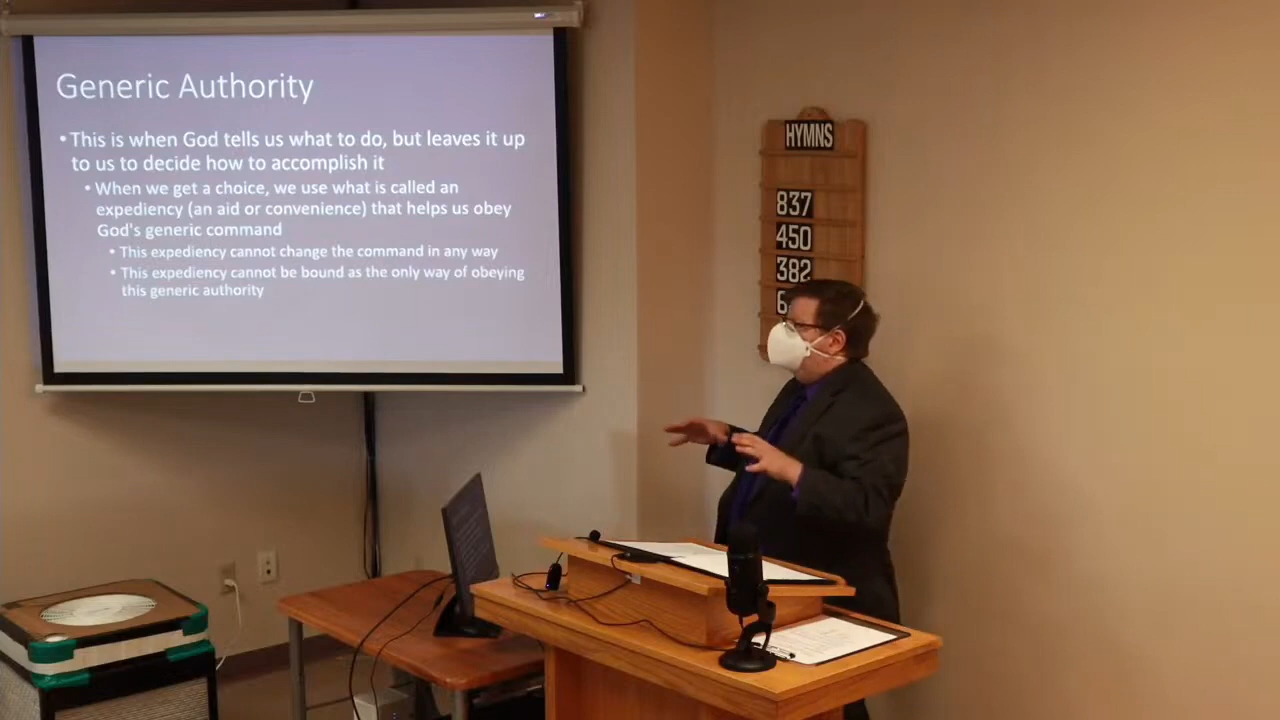 Generic Authority
• This is when God tells us what to do, but leaves it up
to us to decide how to accomplish it
• When we get a choice, we use what is called an
expediency (an aid or convenience) that helps us obey
God's generic command
• This expediency cannot change the command in any way
• This expediency cannot be bound as the only way of obeying
this generic authority
HYMNS
837
450
382